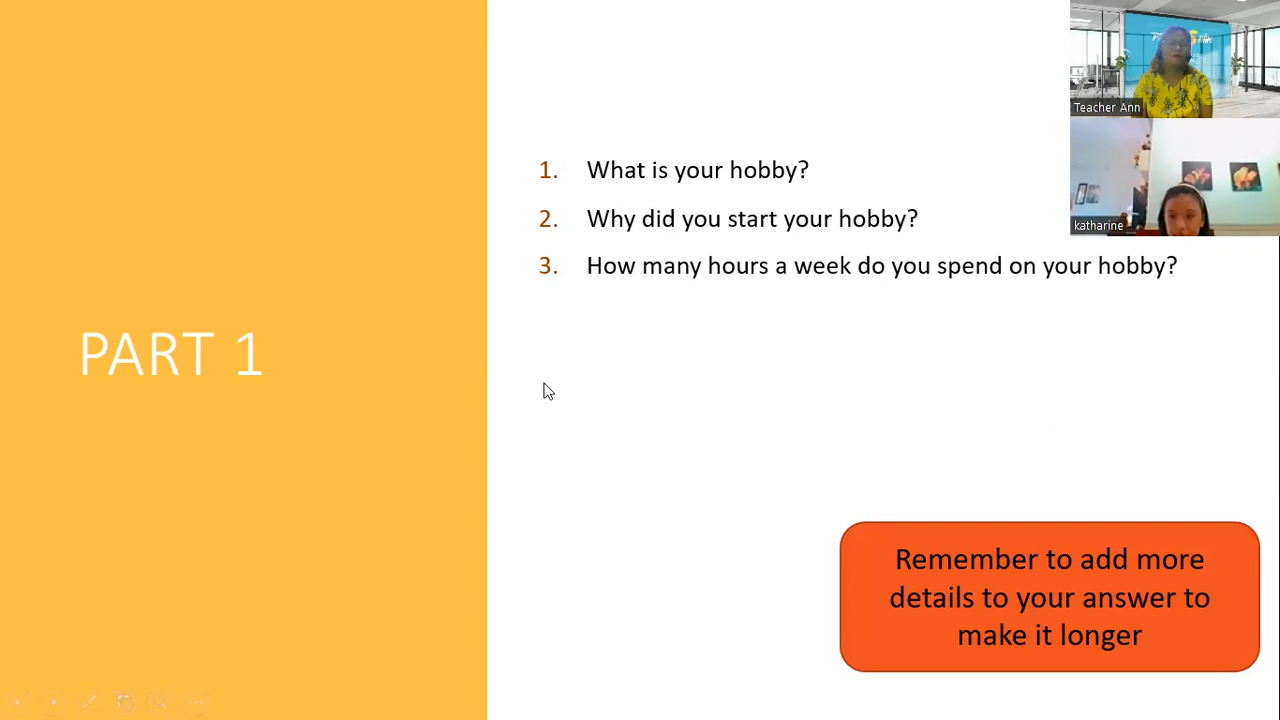 Teacher Ann
katharine
1. What is your hobby?
2. Why did you start your hobby?
3. How many hours a week do you spend on your hobby?
PART 1
Remember to add more
details to your answer to
make it longer